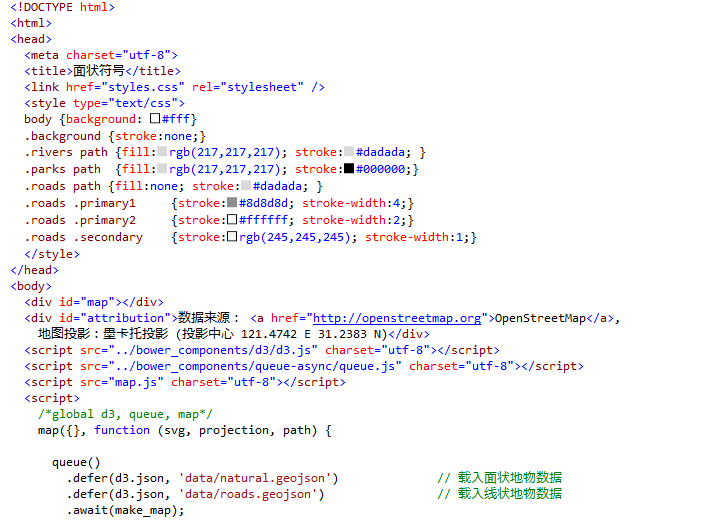 <!DOCTYPE html>
<html>
<head>
  <meta charset="utf-8">
  <title>面状符号</title>
  <link href="styles.css" rel="stylesheet" />
  <style type="text/css">
  body {background: #fff}
  .background {stroke:none;}
  .rivers path {fill:rgb(217,217,217); stroke:#dadada; }
  .parks path  {fill:rgb(217,217,217); stroke:#000000;}
  .roads path {fill:none; stroke:#dadada; }
  .roads .primary1     {stroke:#8d8d8d; stroke-width:4;}
  .roads .primary2     {stroke:#ffffff; stroke-width:2;}
  .roads .secondary    {stroke:rgb(245,245,245); stroke-width:1;}
  </style>
</head>
<body>
  <div id="map"></div>
  <div id="attribution">数据来源： <a href="http://openstreetmap.org">OpenStreetMap</a>,
    地图投影：墨卡托投影 (投影中心 121.4742 E 31.2383 N)</div>
  <script src="../bower_components/d3/d3.js" charset="utf-8"></script>
  <script src="../bower_components/queue-async/queue.js" charset="utf-8"></script>
  <script src="map.js" charset="utf-8"></script>
  <script>
    /*global d3, queue, map*/
    map({}, function (svg, projection, path) {

      queue()
        .defer(d3.json, 'data/natural.geojson')              // 载入面状地物数据
        .defer(d3.json, 'data/roads.geojson')                // 载入线状地物数据
        .await(make_map);